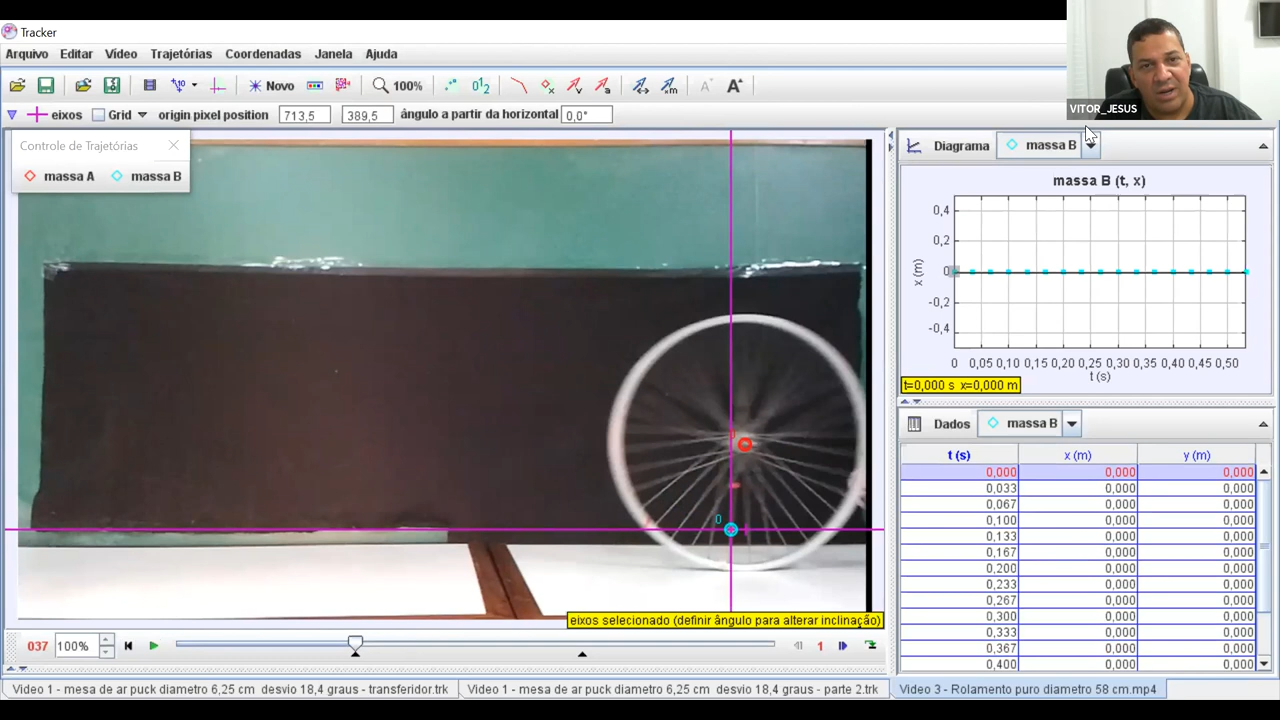 Tracker
Arquivo Editar Vídeo Trajetórias Coordenadas Janela Ajuda
Novo 100%
eixos Grid origin pixel position 713,5 389,5 ângulo a partir da horizontal 0,0°
VITOR_JESUS
Controle de Trajetórias
massa A massa B
Diagrama massa B
massa B (t, x)
x (m)
0,4
0,2
0
-0,2
-0,4
0 0,05 0,10 0,15 0,20 0,25 0,30 0,35 0,40 0,45 0,50
t (s)
t=0,000 s x=0,000 m
Dados massa B
t (s) x (m) y (m)
0,000 0,000 0,000
0,033 0,000 0,000
0,067 0,000 0,000
0,100 0,000 0,000
0,133 0,000 0,000
0,167 0,000 0,000
0,200 0,000 0,000
0,233 0,000 0,000
0,267 0,000 0,000
0,300 0,000 0,000
0,333 0,000 0,000
0,367 0,000 0,000
0,400 0,000 0,000
0
eixos selecionado (definir ângulo para alterar inclinação)
037 100% 1
Video 1 - mesa de ar puck diametro 6,25 cm desvio 18,4 graus - transferidor.trk
Video 1 - mesa de ar puck diametro 6,25 cm desvio 18,4 graus - parte 2.trk
Video 3 - Rolamento puro diametro 58 cm.mp4